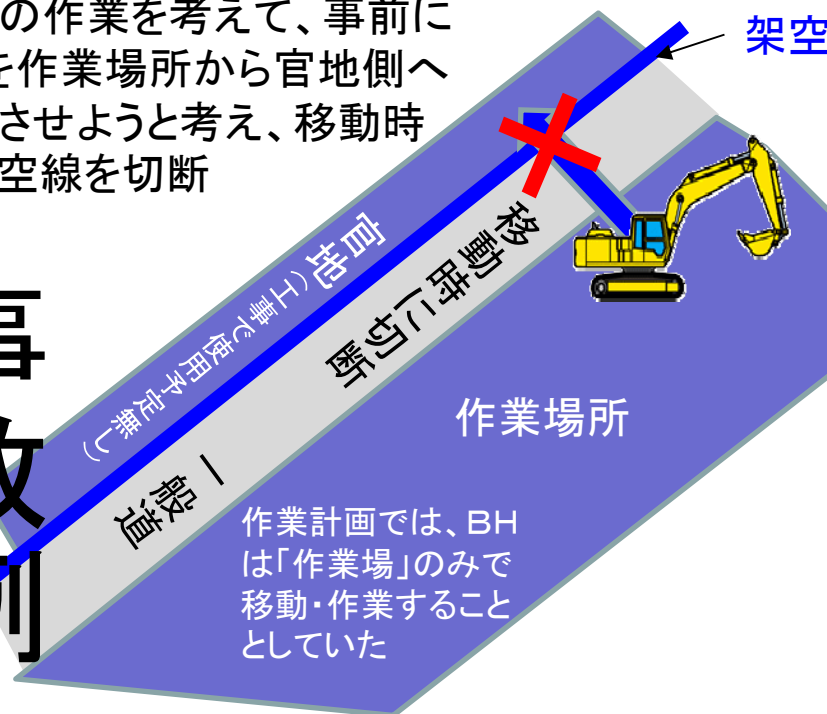 の作業を考えて、事前に
を作業場所から官地側へ
させようと考え、移動時
空線を切断
架空
官地（工事で使用予定無し）
移動時に切断
一般道
作業場所
作業計画では、BH
は「作業場」のみで
移動・作業すること
としていた
事故例